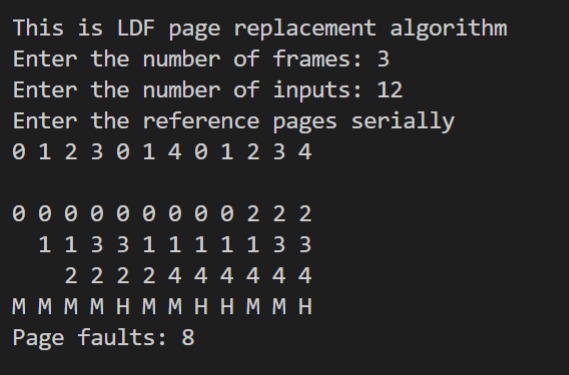 This is LDF page replacement algorithm
Enter the number of frames: 3
Enter the number of inputs: 12
Enter the reference pages serially
0 1 2 3 0 1 4 0 1 2 3 4

0 0 0 0 0 0 0 0 0 2 2 2
  1 1 3 3 1 1 1 1 1 3 3
    2 2 2 2 4 4 4 4 4 4
M M M M H M M H H M M H
Page faults: 8